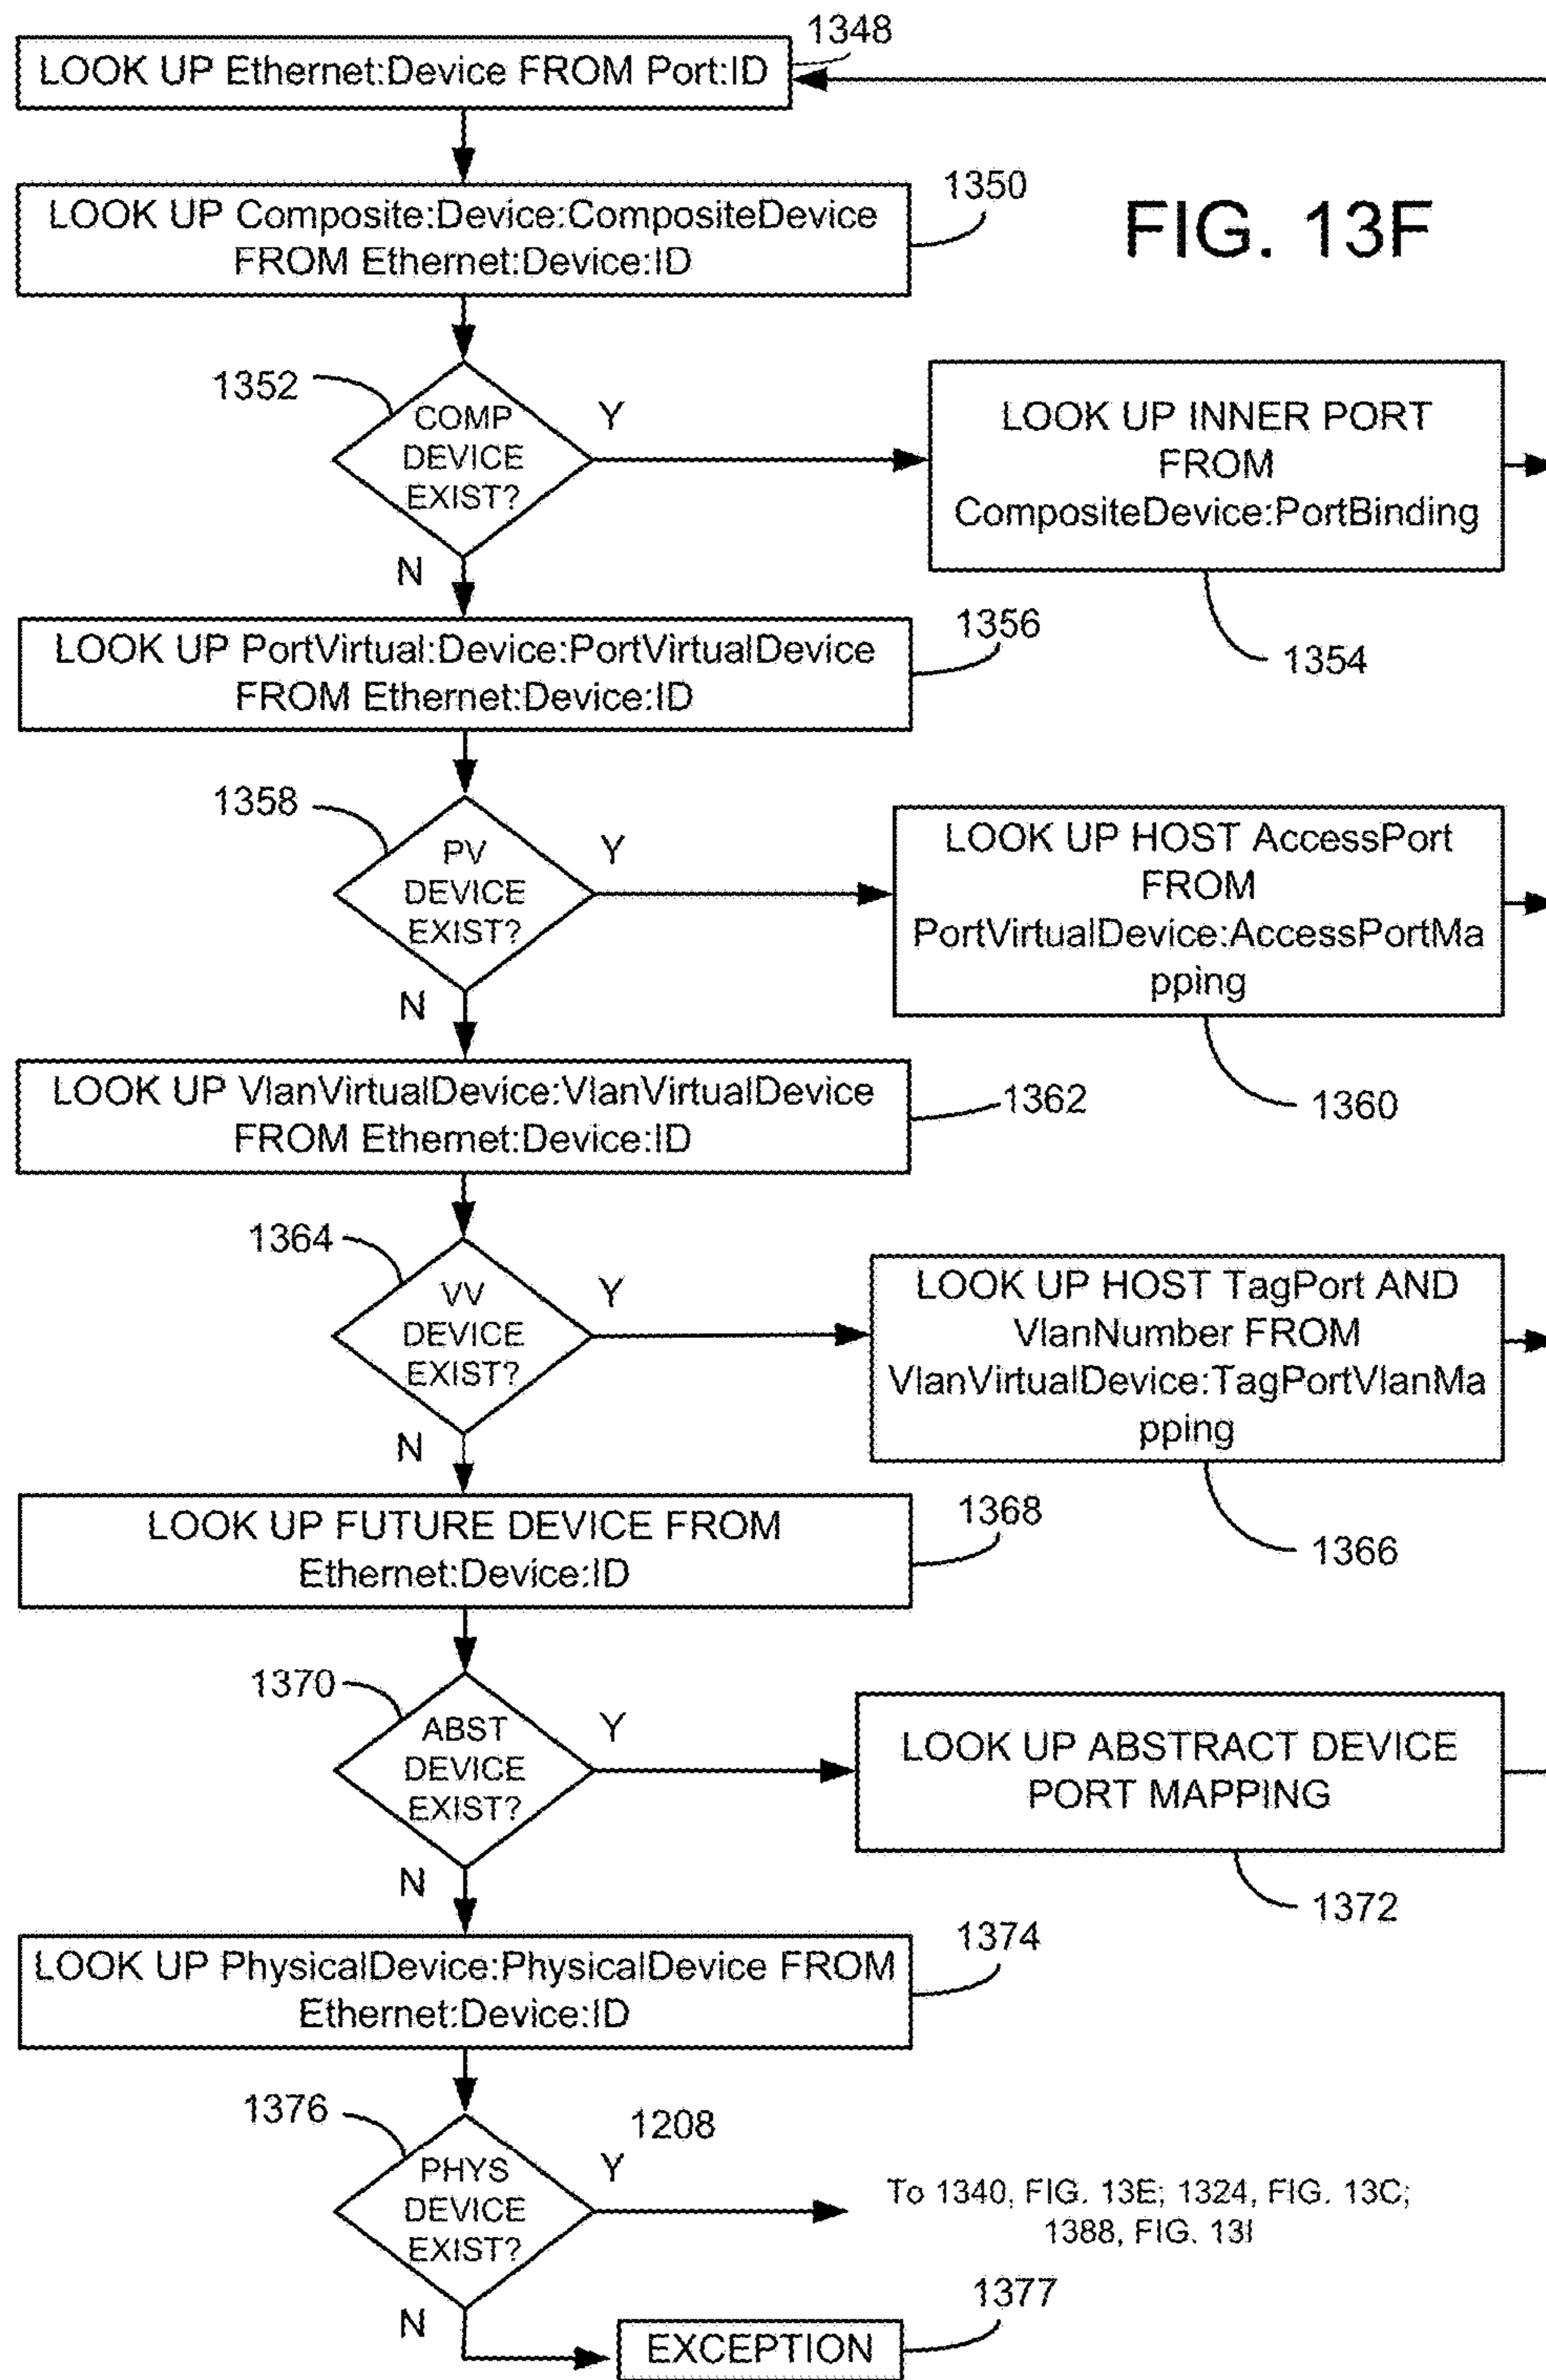 1348
LOOK UP Ethernet:Device FROM Port:ID
1350
LOOK UP Composite:Device:CompositeDevice
FROM Ethernet:Device:ID
FIG. 13F
1352
COMP
DEVICE
EXIST?
Y
N
LOOK UP INNER PORT
FROM
CompositeDevice:PortBinding
1354
1356
LOOK UP PortVirtual:Device:PortVirtualDevice
FROM Ethernet:Device:ID
1358
PV
DEVICE
EXIST?
Y
N
LOOK UP HOST AccessPort
FROM
PortVirtualDevice:AccessPortMa
pping
1360
LOOK UP VlanVirtualDevice:VlanVirtualDevice
FROM Ethernet:Device:ID
1362
1364
VV
DEVICE
EXIST?
Y
N
LOOK UP HOST TagPort AND
VlanNumber FROM
VlanVirtualDevice:TagPortVlanMa
pping
1366
LOOK UP FUTURE DEVICE FROM
Ethernet:Device:ID
1368
1370
ABST
DEVICE
EXIST?
Y
N
LOOK UP ABSTRACT DEVICE
PORT MAPPING
1372
1374
LOOK UP PhysicalDevice:PhysicalDevice FROM
Ethernet:Device:ID
1376
PHYS
DEVICE
EXIST?
1208
Y
N
To 1340, FIG. 13E; 1324, FIG. 13C;
1388, FIG. 13I
1377
EXCEPTION